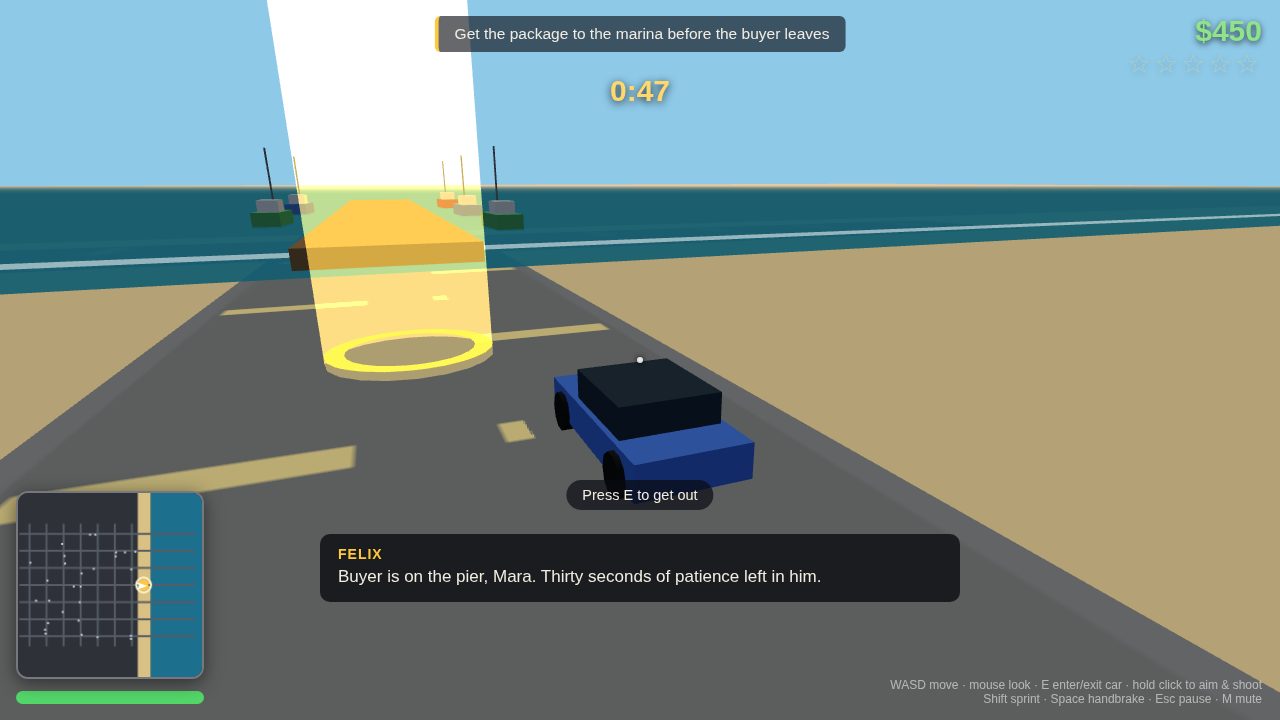 Get the package to the marina before the buyer leaves
$450
☆☆☆☆☆
0:47
Press E to get out
FELIX
Buyer is on the pier, Mara. Thirty seconds of patience left in him.
WASD move · mouse look · E enter/exit car · hold click to aim & shoot
Shift sprint · Space handbrake · Esc pause · M mute